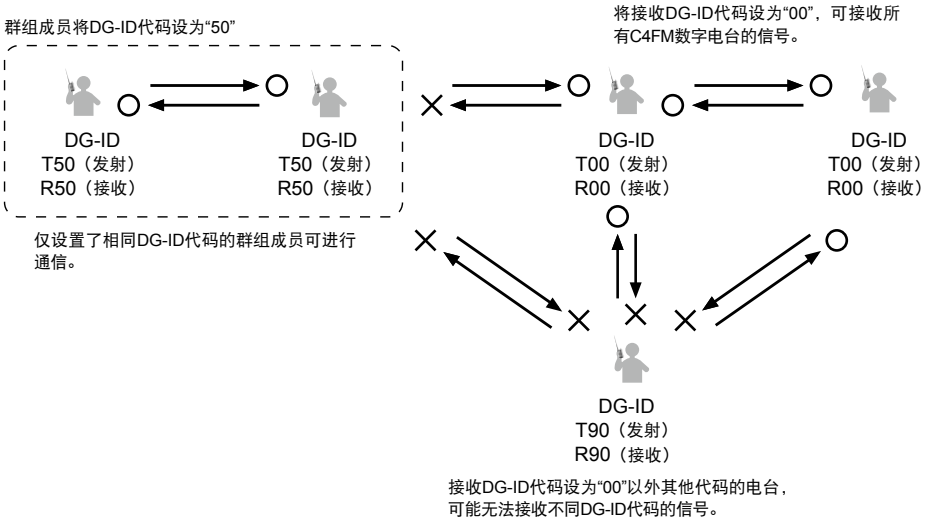 群组成员将DG-ID代码设为“50”
将接收DG-ID代码设为“00”，可接收所
有C4FM数字电台的信号。
DG-ID
T50（发射）
R50（接收）
DG-ID
T50（发射）
R50（接收）
DG-ID
T00（发射）
R00（接收）
DG-ID
T00（发射）
R00（接收）
仅设置了相同DG-ID代码的群组成员可进行
通信。
DG-ID
T90（发射）
R90（接收）
接收DG-ID代码设为“00”以外其他代码的电台，
可能无法接收不同DG-ID代码的信号。